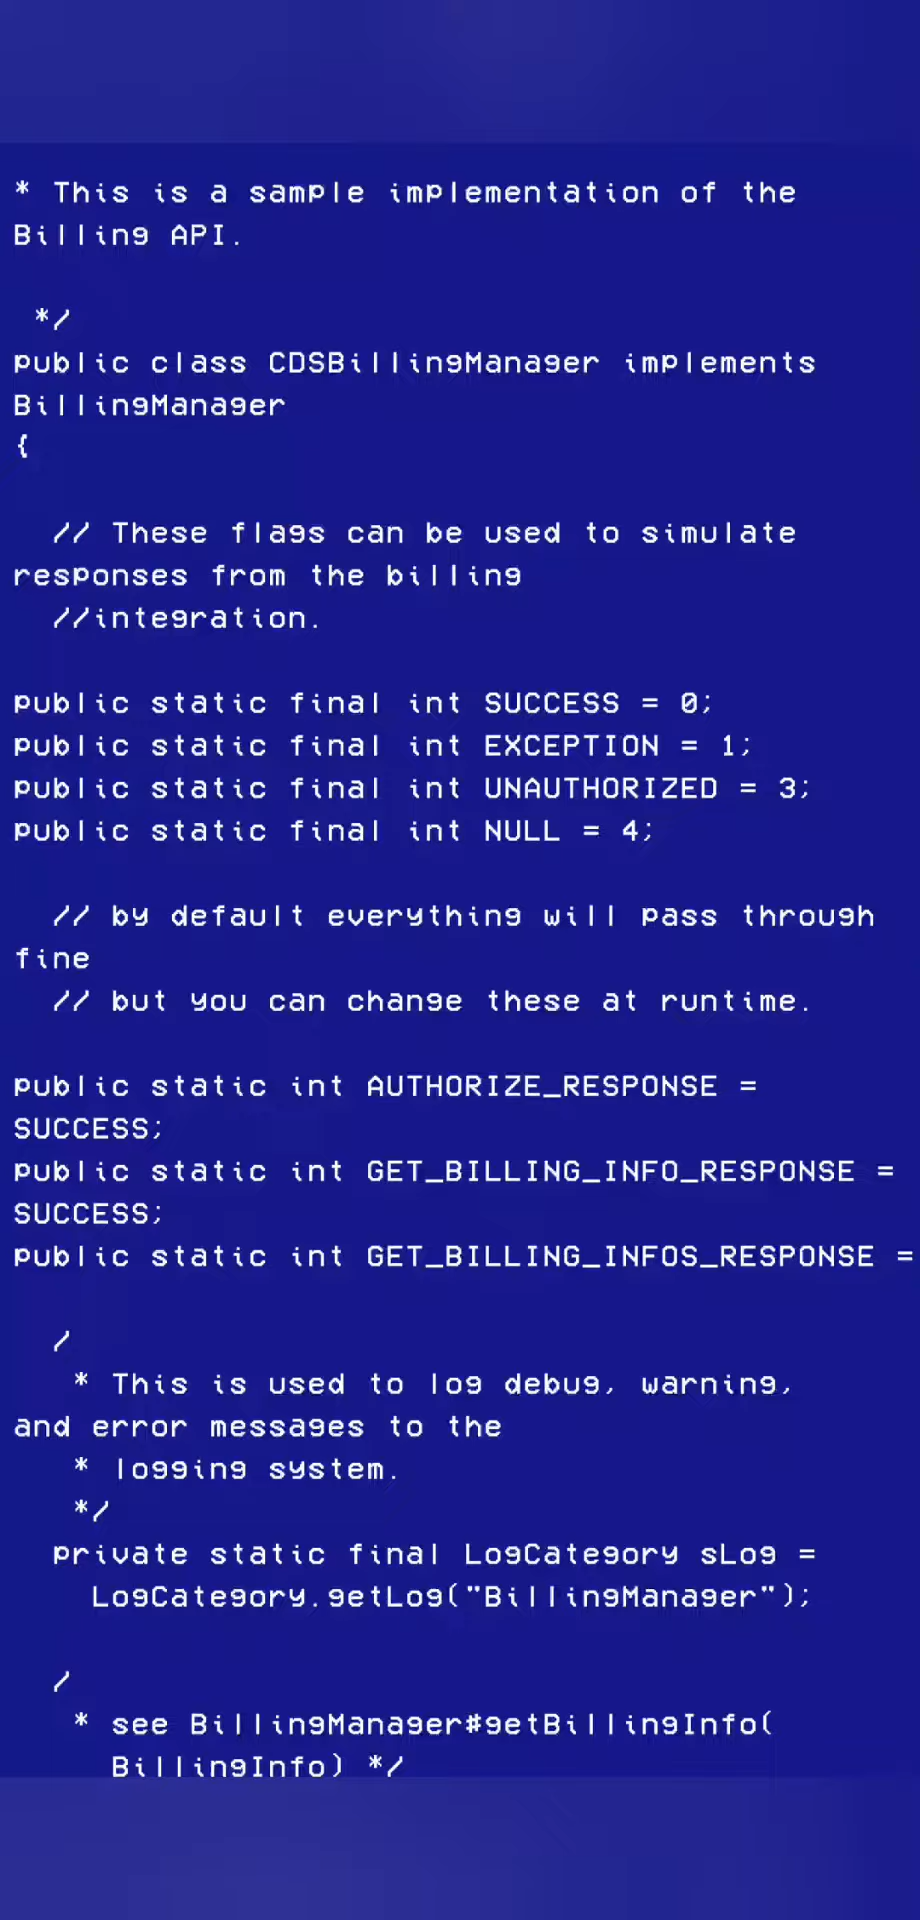 * This is a sample implementation of the
Billing API.
*/
public class CDSBillingManager implements
BillingManager
{
// These flags can be used to simulate
responses from the billing
//integration.
public static final int SUCCESS = 0;
public static final int EXCEPTION = 1;
public static final int UNAUTHORIZED = 3;
public static final int NULL = 4;
// by default everything will pass through
fine
// but you can change these at runtime.
public static int AUTHORIZE_RESPONSE =
SUCCESS;
public static int GET_BILLING_INFO_RESPONSE =
SUCCESS;
public static int GET_BILLING_INFOS_RESPONSE =
/
* This is used to log debug, warning,
and error messages to the
* logging system.
*/
private static final LogCategory sLog =
LogCategory.getLog("BillingManager");
/
* see BillingManager#getBillingInfo(
BillingInfo) */